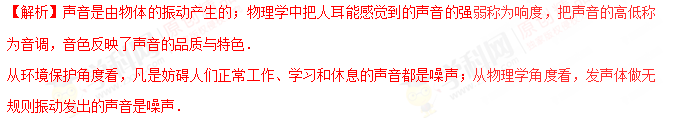 【解析】声音是由物体的振动产生的；物理学中把人耳能感觉到的声音的强弱称为响度，把声音的高低称
为音调，音色反映了声音的品质与特色．
从环境保护角度看，凡是妨碍人们正常工作、学习和休息的声音都是噪声；从物理学角度看，发声体做无
规则振动发出的声音是噪声．